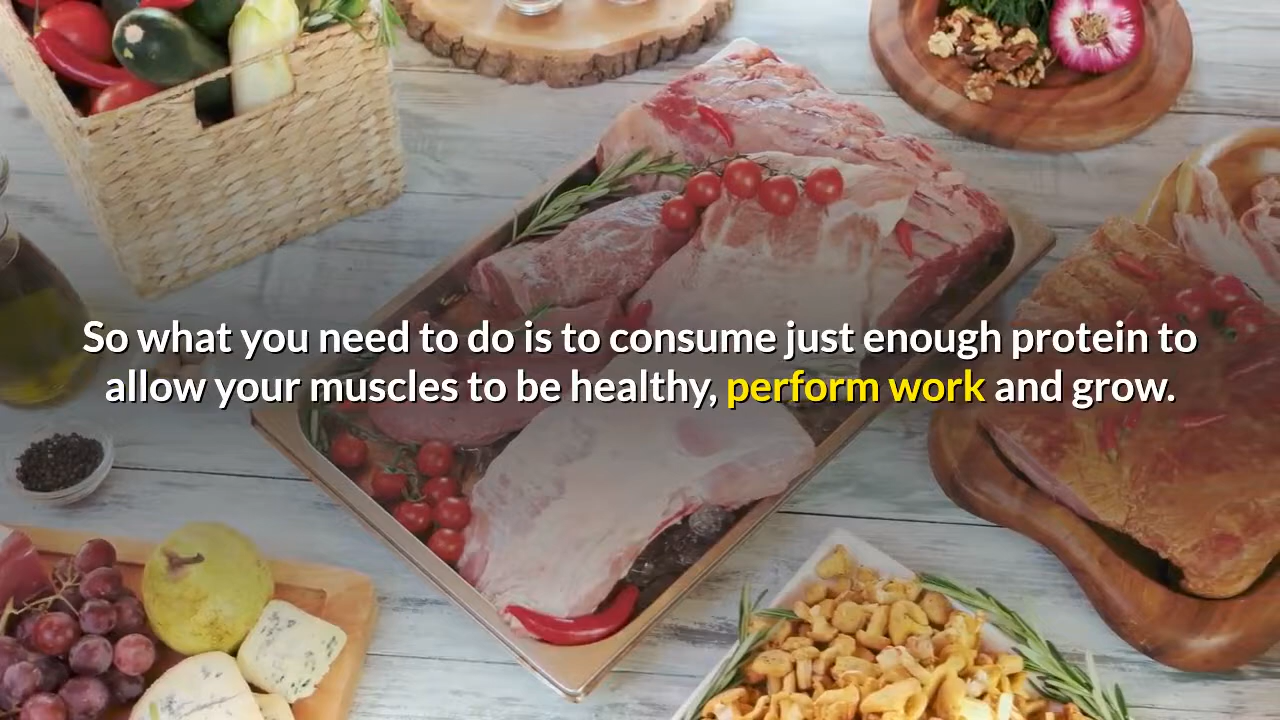 So what you need to do is to consume just enough protein to
allow your muscles to be healthy, perform work and grow.